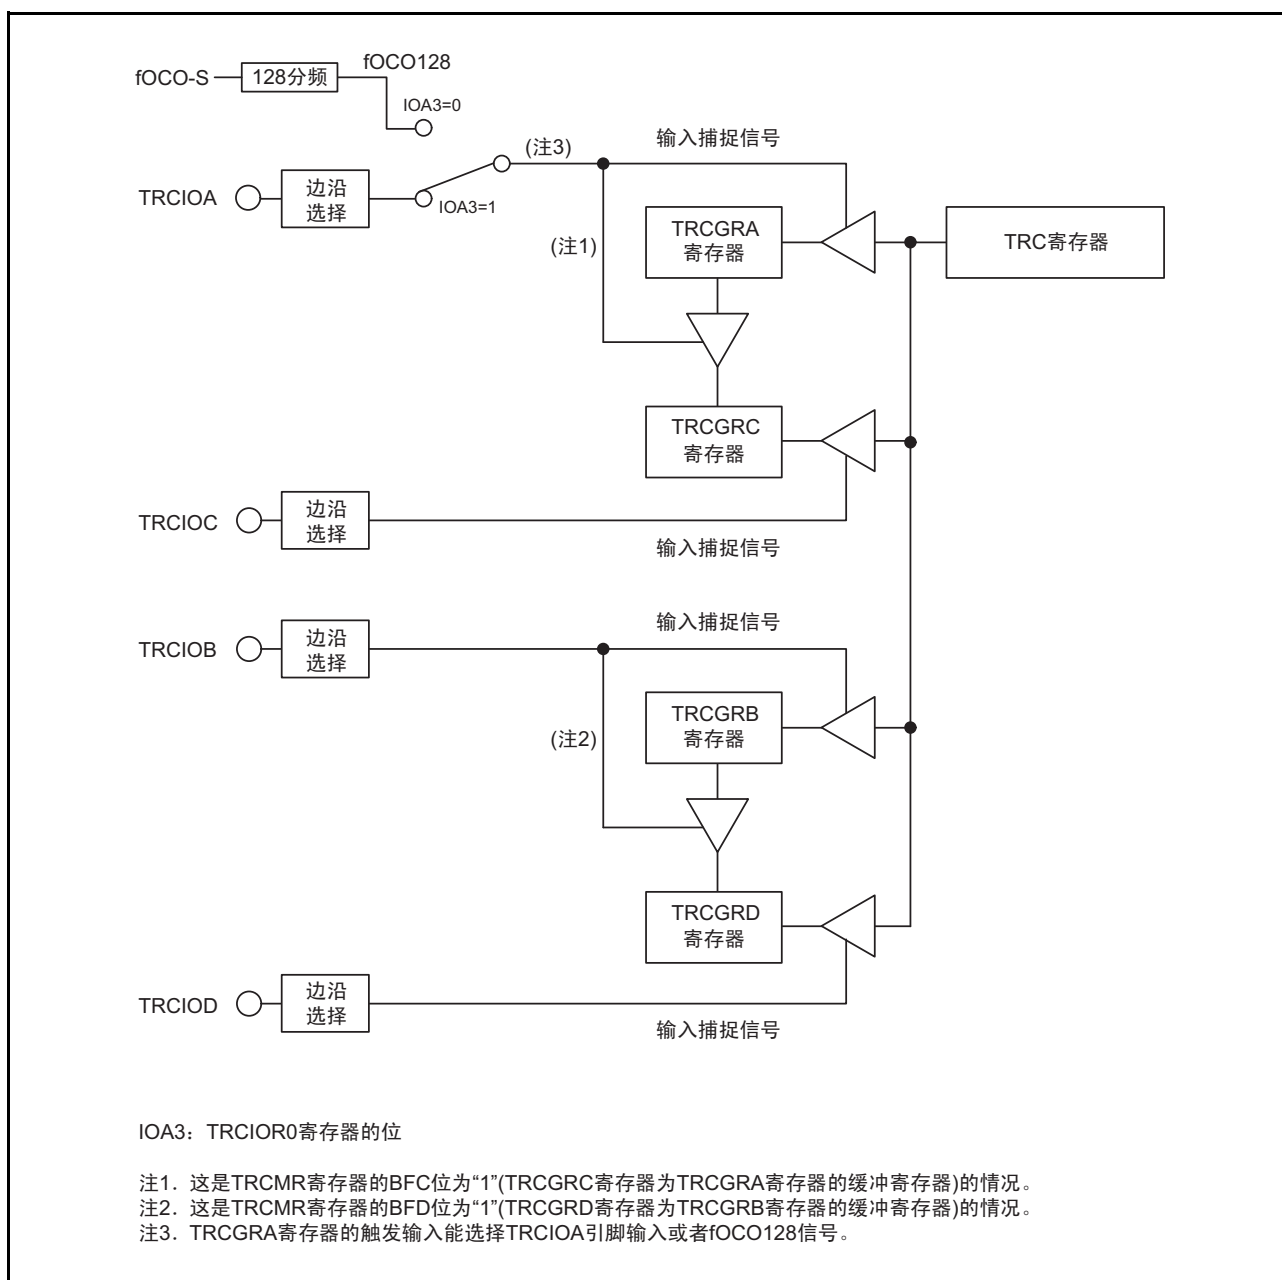 fOCO-S
128分频
fOCO128
IOA3=0
(注3)
输入捕捉信号
TRCIOA
边沿
选择
IOA3=1
(注1)
TRCGRA
寄存器
TRC寄存器
TRCGRC
寄存器
TRCIOC
边沿
选择
输入捕捉信号
TRCIOB
边沿
选择
输入捕捉信号
(注2)
TRCGRB
寄存器
TRCGRD
寄存器
TRCIOD
边沿
选择
输入捕捉信号
IOA3：TRCIOR0寄存器的位
注1. 这是TRCMR寄存器的BFC位为“1”(TRCGRC寄存器为TRCGRA寄存器的缓冲寄存器)的情况。
注2. 这是TRCMR寄存器的BFD位为“1”(TRCGRD寄存器为TRCGRB寄存器的缓冲寄存器)的情况。
注3. TRCGRA寄存器的触发输入能选择TRCIOA引脚输入或者fOCO128信号。